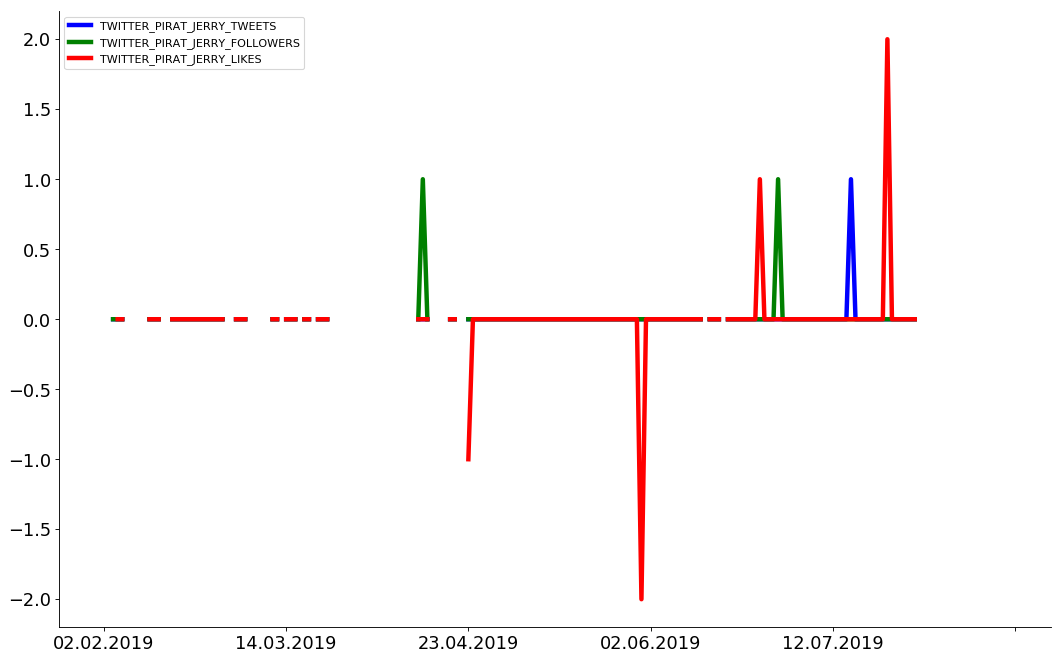 TWITTER_PIRAT_JERRY_TWEETS
TWITTER_PIRAT_JERRY_FOLLOWERS
TWITTER_PIRAT_JERRY_LIKES
2.0
1.5
1.0
0.5
0.0
−0.5
−1.0
−1.5
−2.0
02.02.2019 14.03.2019 23.04.2019 02.06.2019 12.07.2019